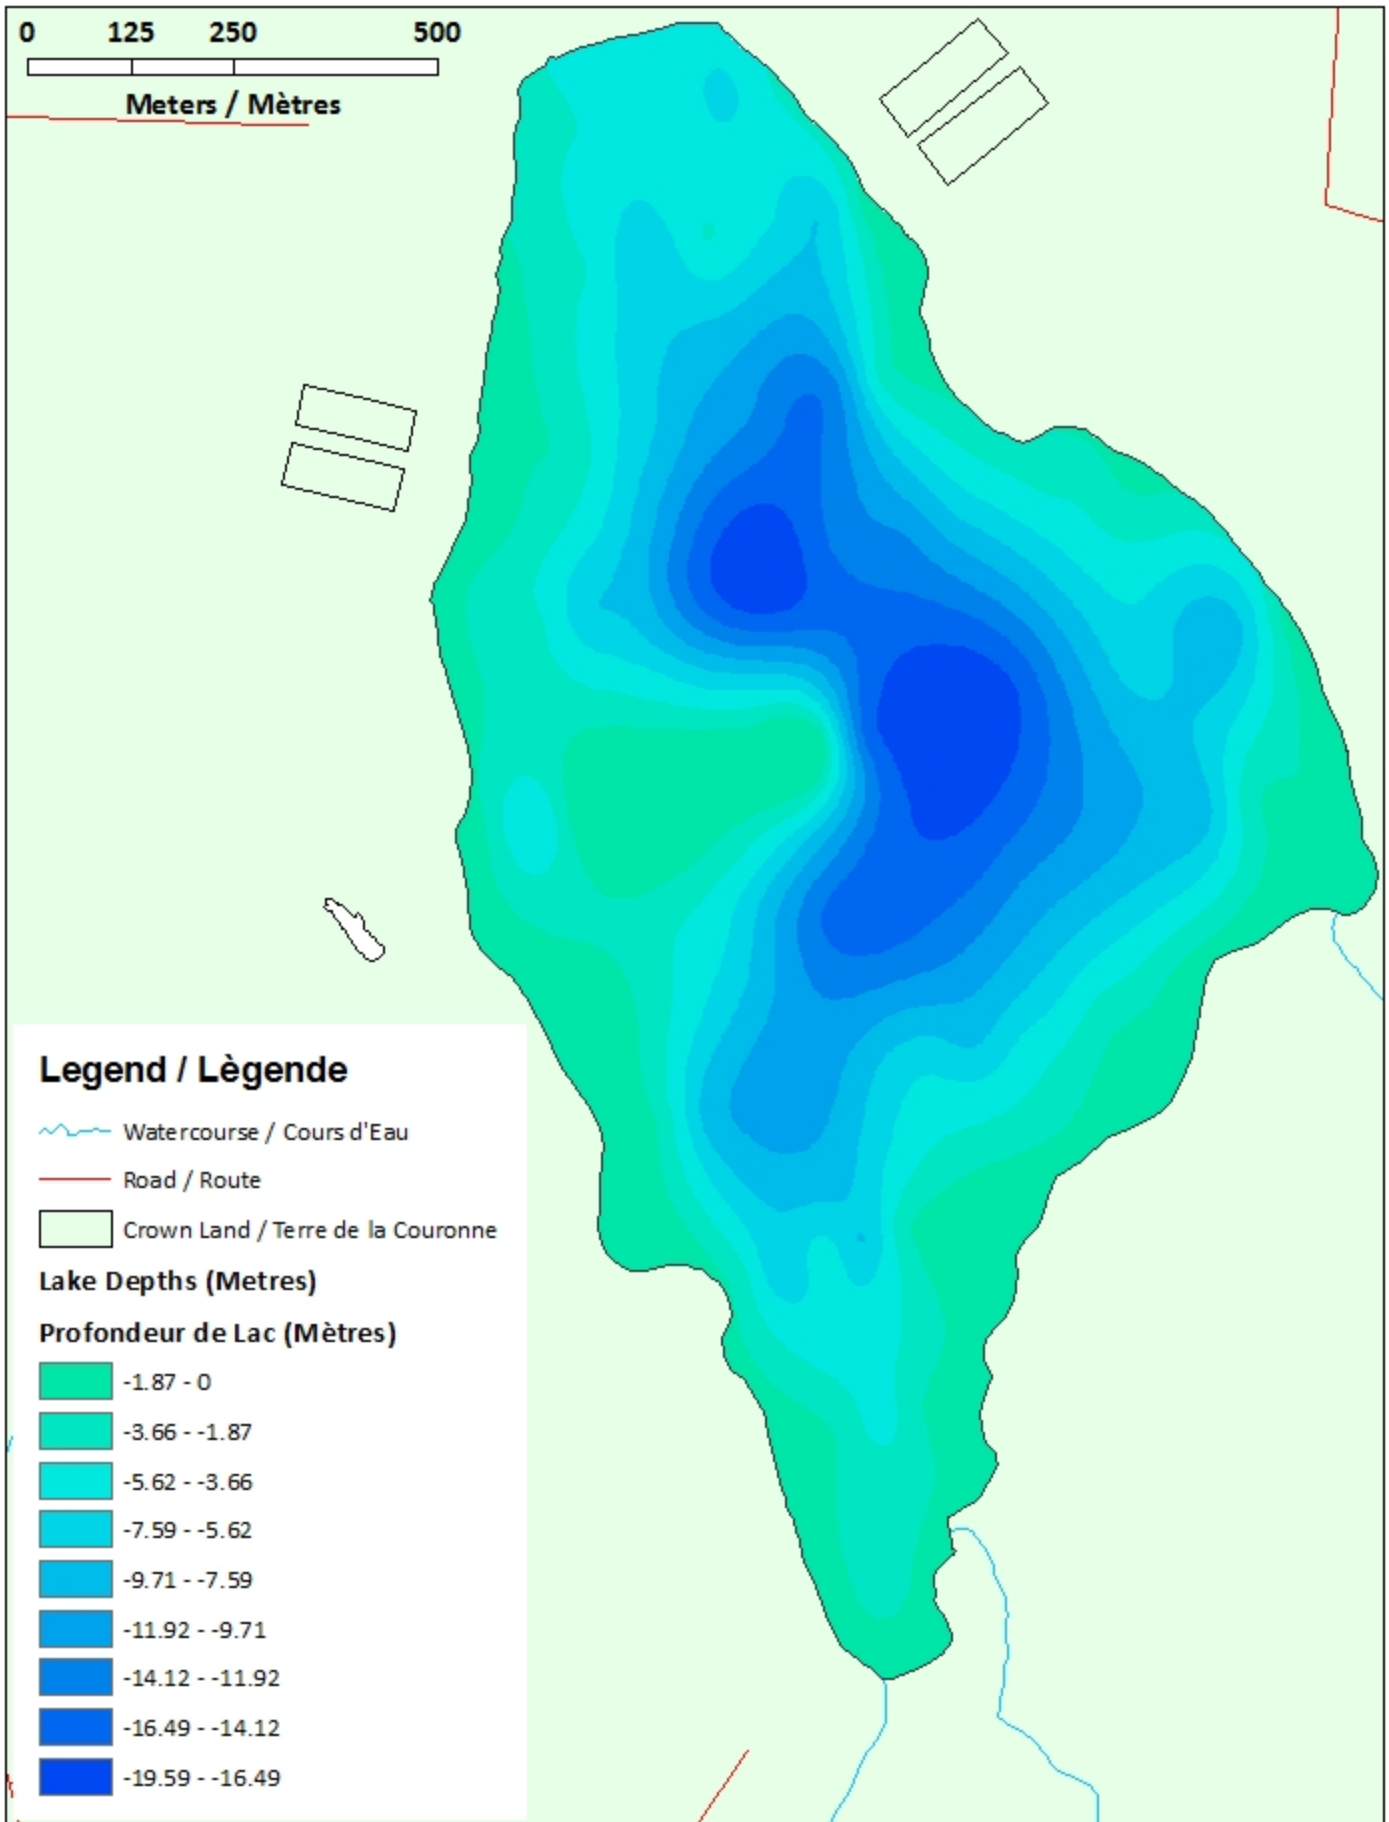 0 125 250 500
Meters / Mètres
Legend / Lègende
Watercourse / Cours d'Eau
Road / Route
Crown Land / Terre de la Couronne
Lake Depths (Metres)
Profondeur de Lac (Mètres)
-1.87 - 0
-3.66 - -1.87
-5.62 - -3.66
-7.59 - -5.62
-9.71 - -7.59
-11.92 - -9.71
-14.12 - -11.92
-16.49 - -14.12
-19.59 - -16.49